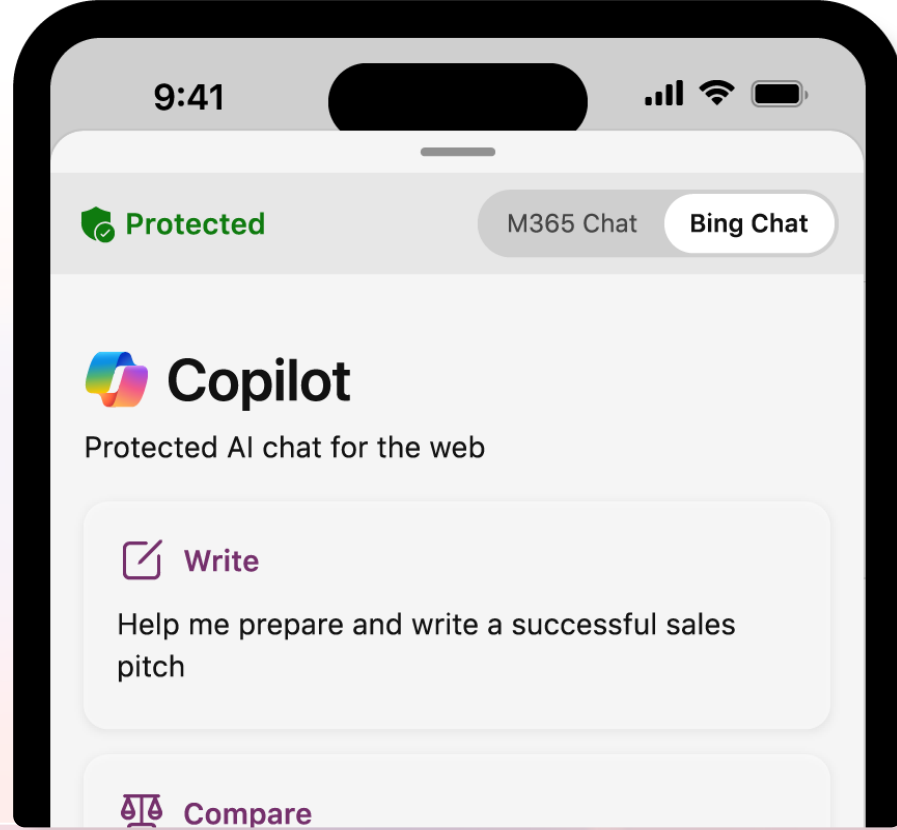 9:41
Protected
M365 Chat
Bing Chat
Copilot
Protected AI chat for the web
Write
Help me prepare and write a successful sales
pitch
Compare